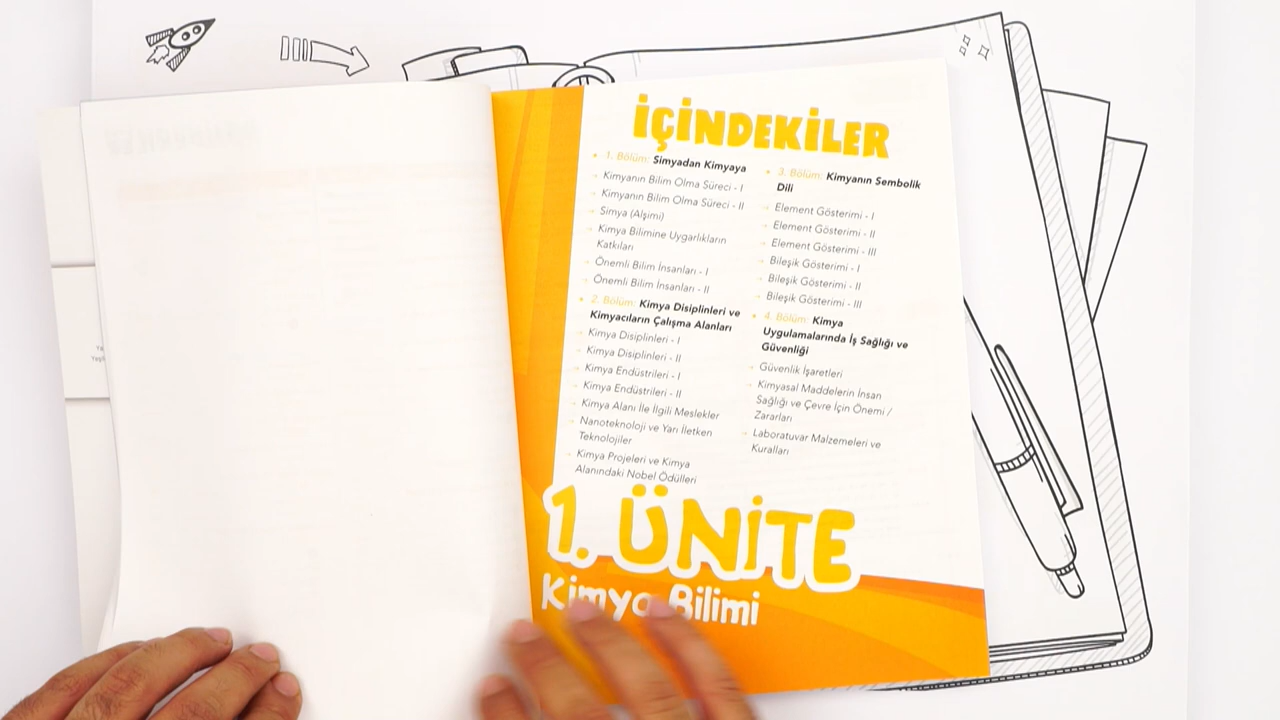 İÇİNDEKİLER
1. Bölüm: Simyadan Kimyaya
Kimyanın Bilim Olma Süreci - I
Kimyanın Bilim Olma Süreci - II
Simya (Alşimi)
Kimya Bilimine Uygarlıkların
Katkıları
Önemli Bilim İnsanları - I
Önemli Bilim İnsanları - II
2. Bölüm: Kimya Disiplinleri ve
Kimyacıların Çalışma Alanları
Kimya Disiplinleri - I
Kimya Disiplinleri - II
Kimya Endüstrileri - I
Kimya Endüstrileri - II
Kimya Alanı İle İlgili Meslekler
Nanoteknoloji ve Yarı İletken
Teknolojiler
Kimya Projeleri ve Kimya
Alanındaki Nobel Ödülleri
3. Bölüm: Kimyanın Sembolik
Dili
Element Gösterimi - I
Element Gösterimi - II
Element Gösterimi - III
Bileşik Gösterimi - I
Bileşik Gösterimi - II
Bileşik Gösterimi - III
4. Bölüm: Kimya
Uygulamalarında İş Sağlığı ve
Güvenliği
Güvenlik İşaretleri
Kimyasal Maddelerin İnsan
Sağlığı ve Çevre İçin Önemi /
Zararları
Laboratuvar Malzemeleri ve
Kuralları
1. ÜNİTE
Kimya Bilimi